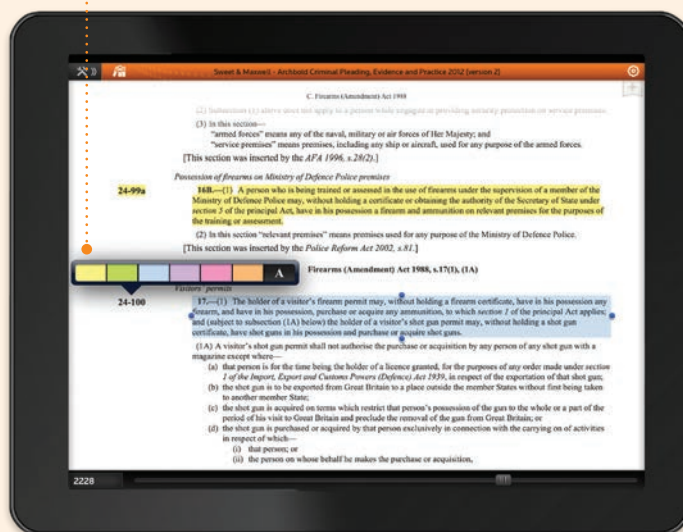 Sweet & Maxwell - Archbold Criminal Pleading, Evidence and Practice 2012 [version 2]
C. Firearms (Amendment) Act 1988
(2) Subsection (1) above does not apply to a person while engaged in providing security protection on service premises.
(3) In this section—
"armed forces" means any of the naval, military or air forces of Her Majesty; and
"service premises" means premises, including any ship or aircraft, used for any purpose of the armed forces.
[This section was inserted by the AFA 1996, s.28(2).]
Possession of firearms on Ministry of Defence Police premises
24-99a
16B.—(1) A person who is being trained or assessed in the use of firearms under the supervision of a member of the
Ministry of Defence Police may, without holding a certificate or obtaining the authority of the Secretary of State under
section 5 of the principal Act, have in his possession a firearm and ammunition on relevant premises for the purposes of
the training or assessment.
(2) In this section "relevant premises" means premises used for any purpose of the Ministry of Defence Police.
[This section was inserted by the Police Reform Act 2002, s.81.]
A
Firearms (Amendment) Act 1988, s.17(1), (1A)
Visitors' permits
24-100
17.—(1) The holder of a visitor's firearm permit may, without holding a firearm certificate, have in his possession any
firearm, and have in his possession, purchase or acquire any ammunition, to which section 1 of the principal Act applies;
and (subject to subsection (1A) below) the holder of a visitor's shot gun permit may, without holding a shot gun
certificate, have shot guns in his possession and purchase or acquire shot guns.
(1A) A visitor's shot gun permit shall not authorise the purchase or acquisition by any person of any shot gun with a
magazine except where—
(a) that person is for the time being the holder of a licence granted, for the purposes of any order made under section
1 of the Import, Export and Customs Powers (Defence) Act 1939, in respect of the exportation of that shot gun;
(b) the shot gun is to be exported from Great Britain to a place outside the member States without first being taken
to another member State;
(c) the shot gun is acquired on terms which restrict that person's possession of the gun to the whole or a part of the
period of his visit to Great Britain and preclude the removal of the gun from Great Britain; or
(d) the shot gun is purchased or acquired by that person exclusively in connection with the carrying on of activities
in respect of which—
(i) that person; or
(ii) the person on whose behalf he makes the purchase or acquisition,
2228